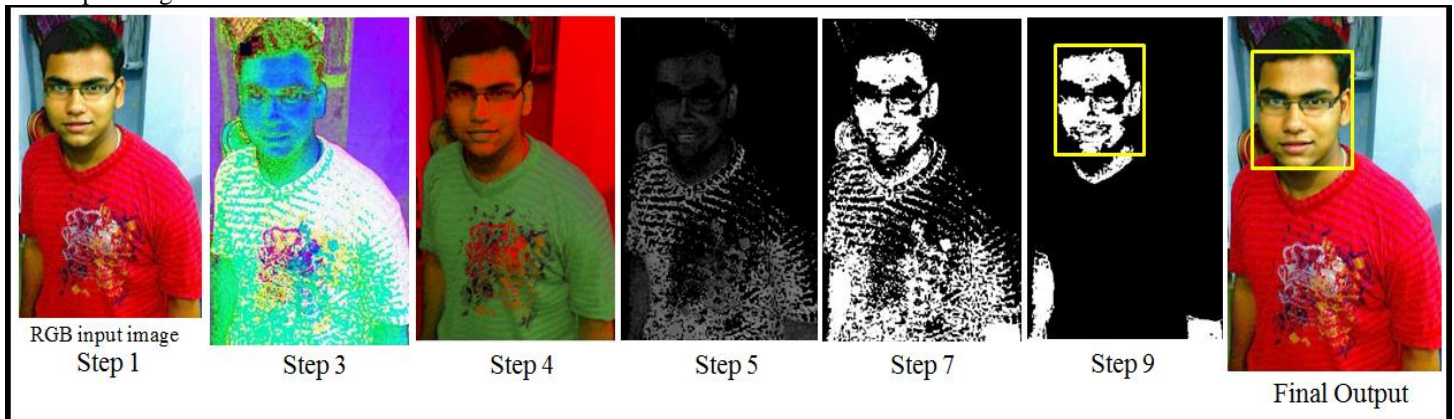 RGB input image
Step 1
Step 3
Step 4
Step 5
Step 7
Step 9
Final Output